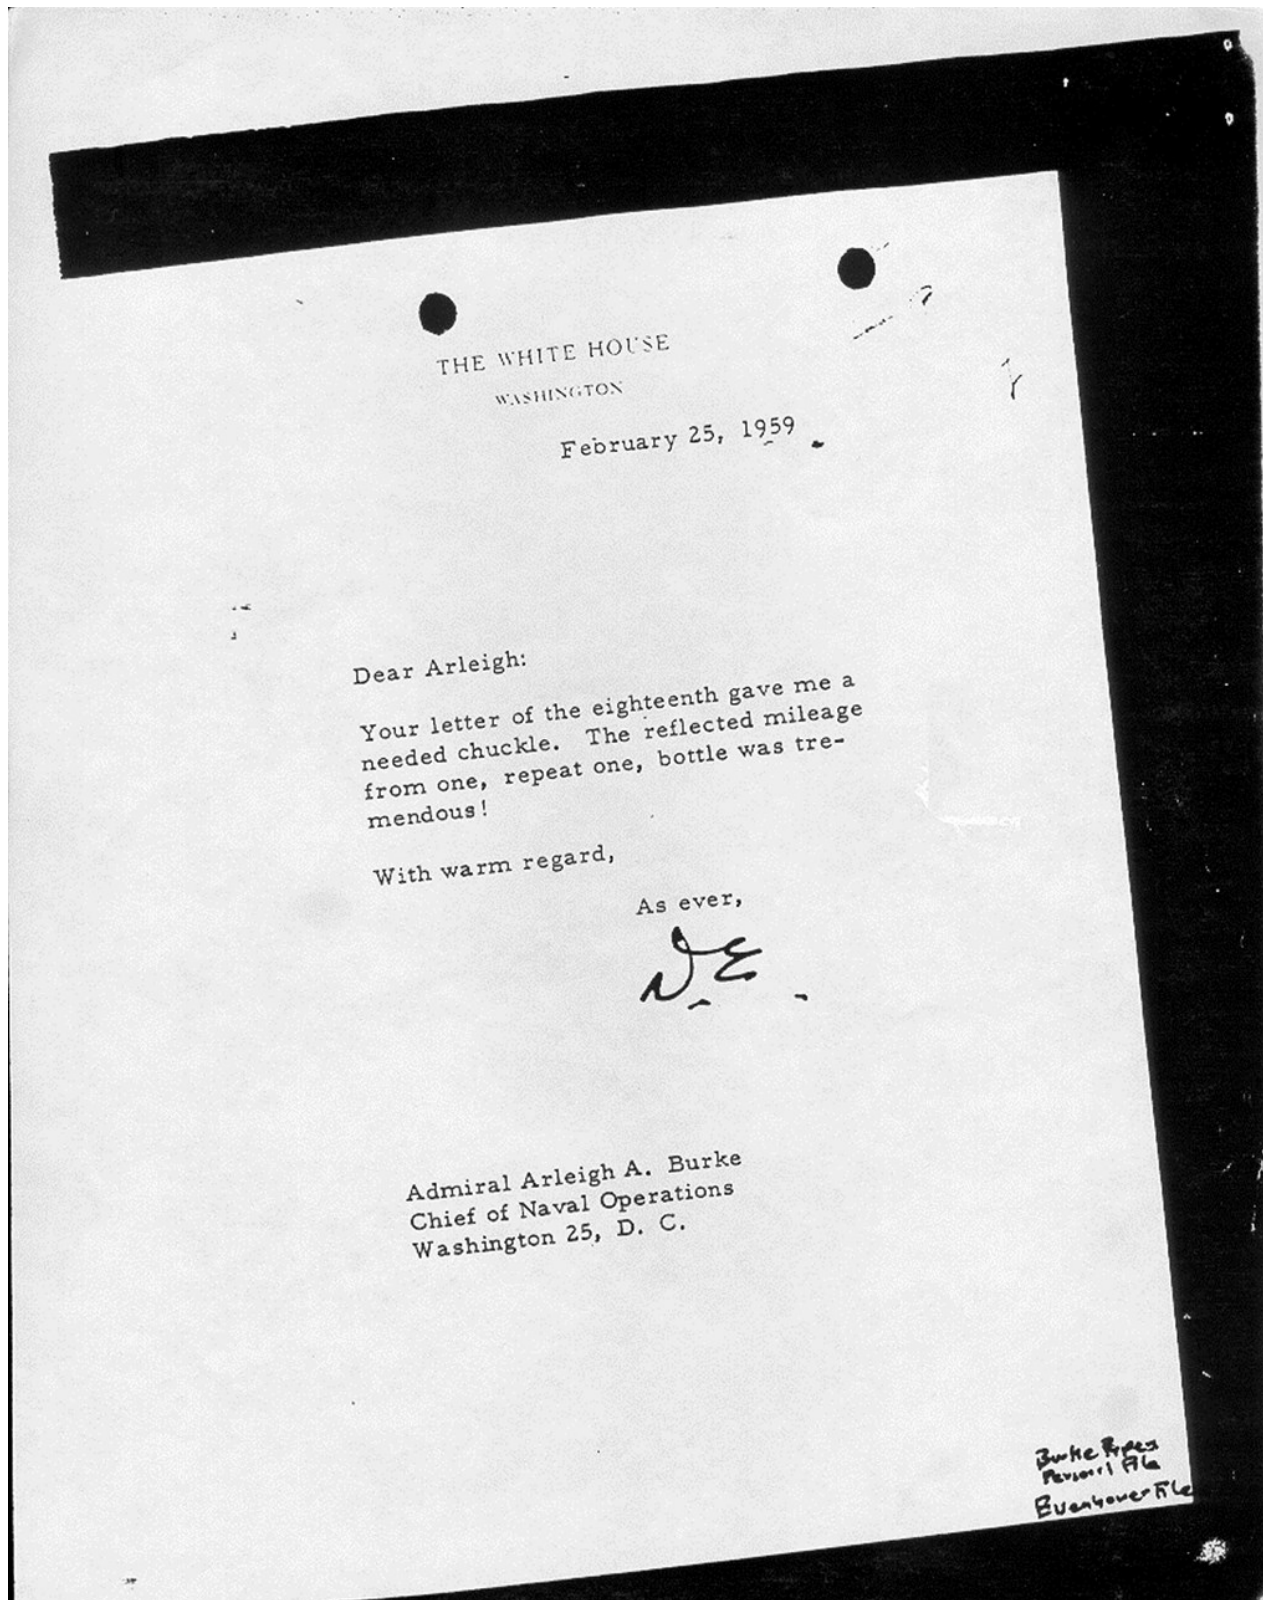 THE WHITE HOUSE
WASHINGTON
February 25, 1959
Dear Arleigh:
Your letter of the eighteenth gave me a
needed chuckle. The reflected mileage
from one, repeat one, bottle was tre-
mendous!
With warm regard,
As ever,
DE
Admiral Arleigh A. Burke
Chief of Naval Operations
Washington 25, D. C.
Burke Papers
Personal File
Eisenhower File